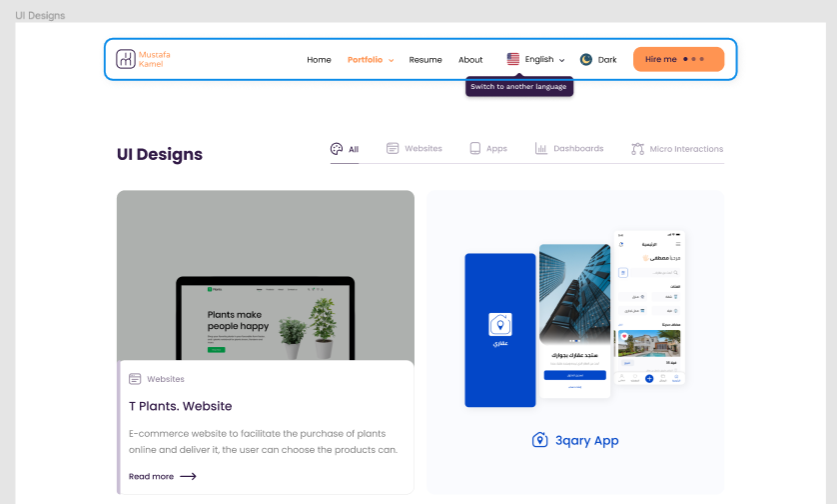 UI Designs
Mustafa
Kamel
Home
Portfolio
Resume
About
English
Dark
Hire me
Switch to another language
UI Designs
All
Websites
Apps
Dashboards
Micro Interactions
Plants make
people happy
Websites
T Plants. Website
E-commerce website to facilitate the purchase of plants
online and deliver it, the user can choose the products can.
Read more
عقاري
ستجد عقارك بجوارك
الرئيسية
مرحبا مصطفى
3qary App